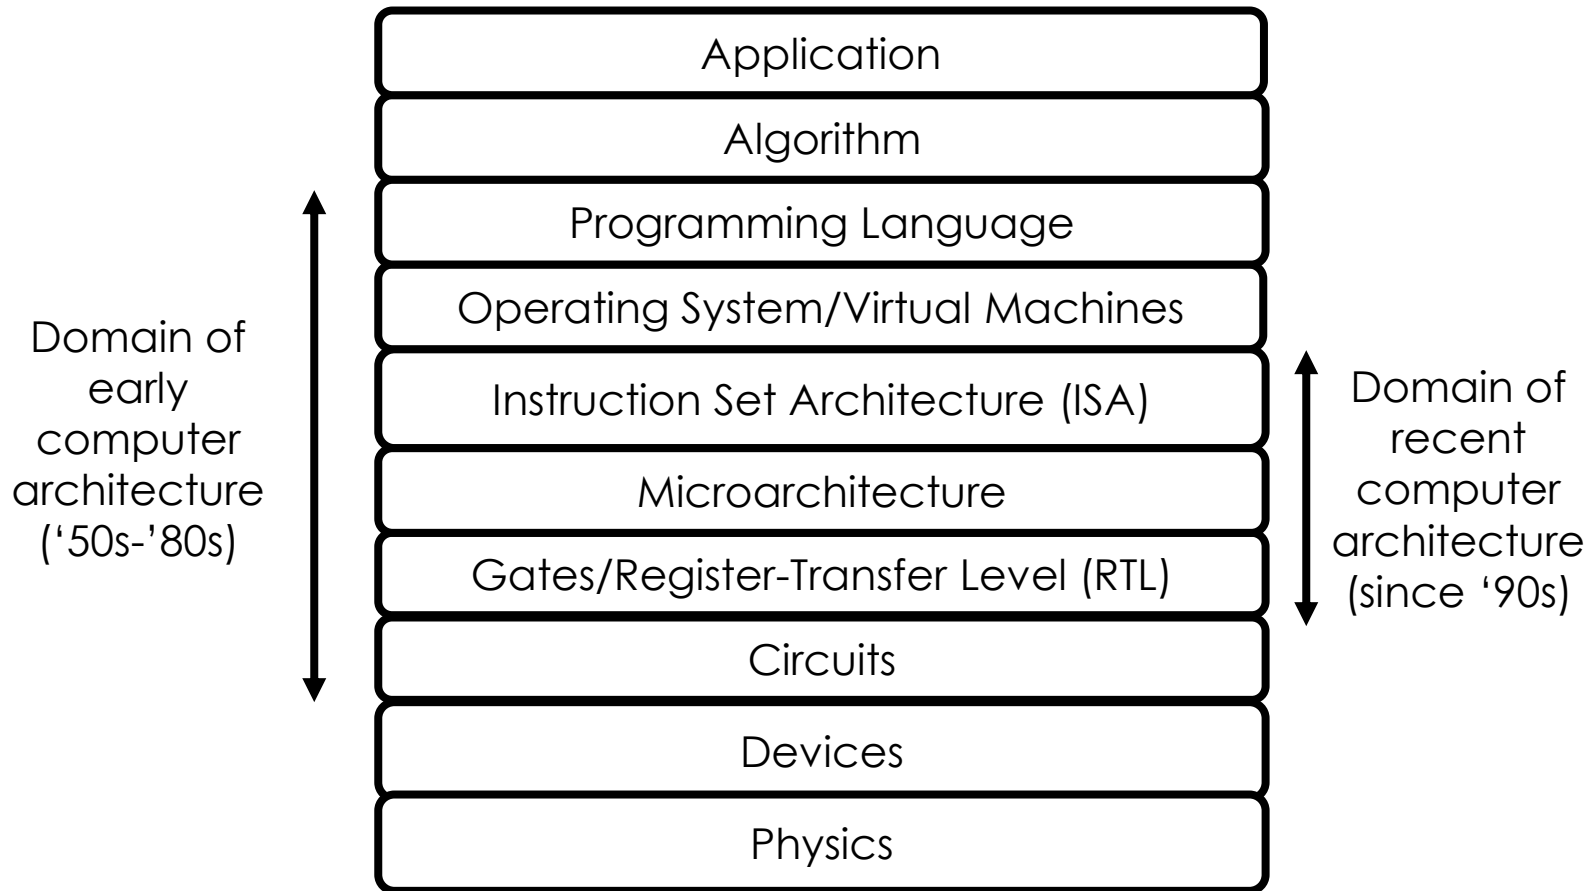 Application
Algorithm
Programming Language
Operating System/Virtual Machines
Instruction Set Architecture (ISA)
Microarchitecture
Gates/Register-Transfer Level (RTL)
Circuits
Devices
Physics
Domain of
early
computer
architecture
(‘50s-’80s)
Domain of
recent
computer
architecture
(since ‘90s)